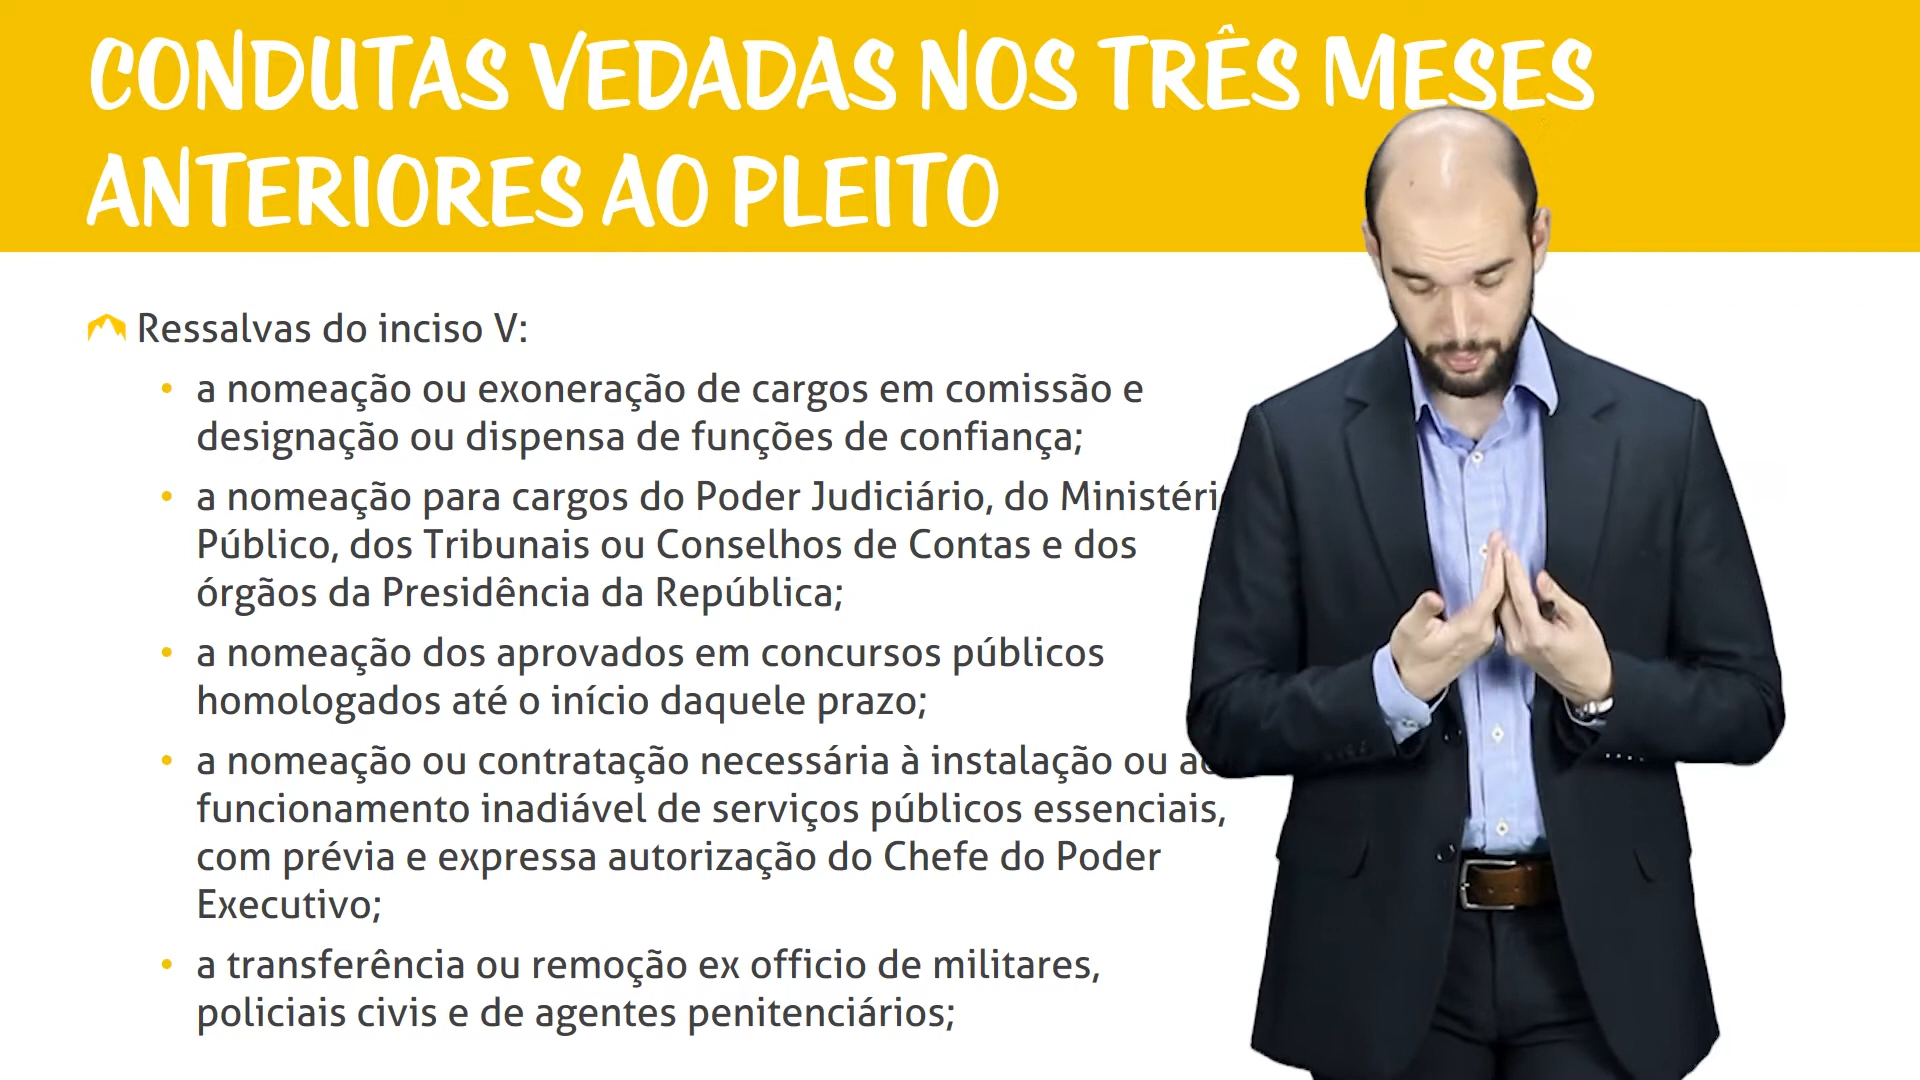 CONDUTAS VEDADAS NOS TRÊS MESES
ANTERIORES AO PLEITO
Ressalvas do inciso V:
• a nomeação ou exoneração de cargos em comissão e
designação ou dispensa de funções de confiança;
• a nomeação para cargos do Poder Judiciário, do Ministéri
Público, dos Tribunais ou Conselhos de Contas e dos
órgãos da Presidência da República;
• a nomeação dos aprovados em concursos públicos
homologados até o início daquele prazo;
• a nomeação ou contratação necessária à instalação ou a
funcionamento inadiável de serviços públicos essenciais,
com prévia e expressa autorização do Chefe do Poder
Executivo;
• a transferência ou remoção ex officio de militares,
policiais civis e de agentes penitenciários;